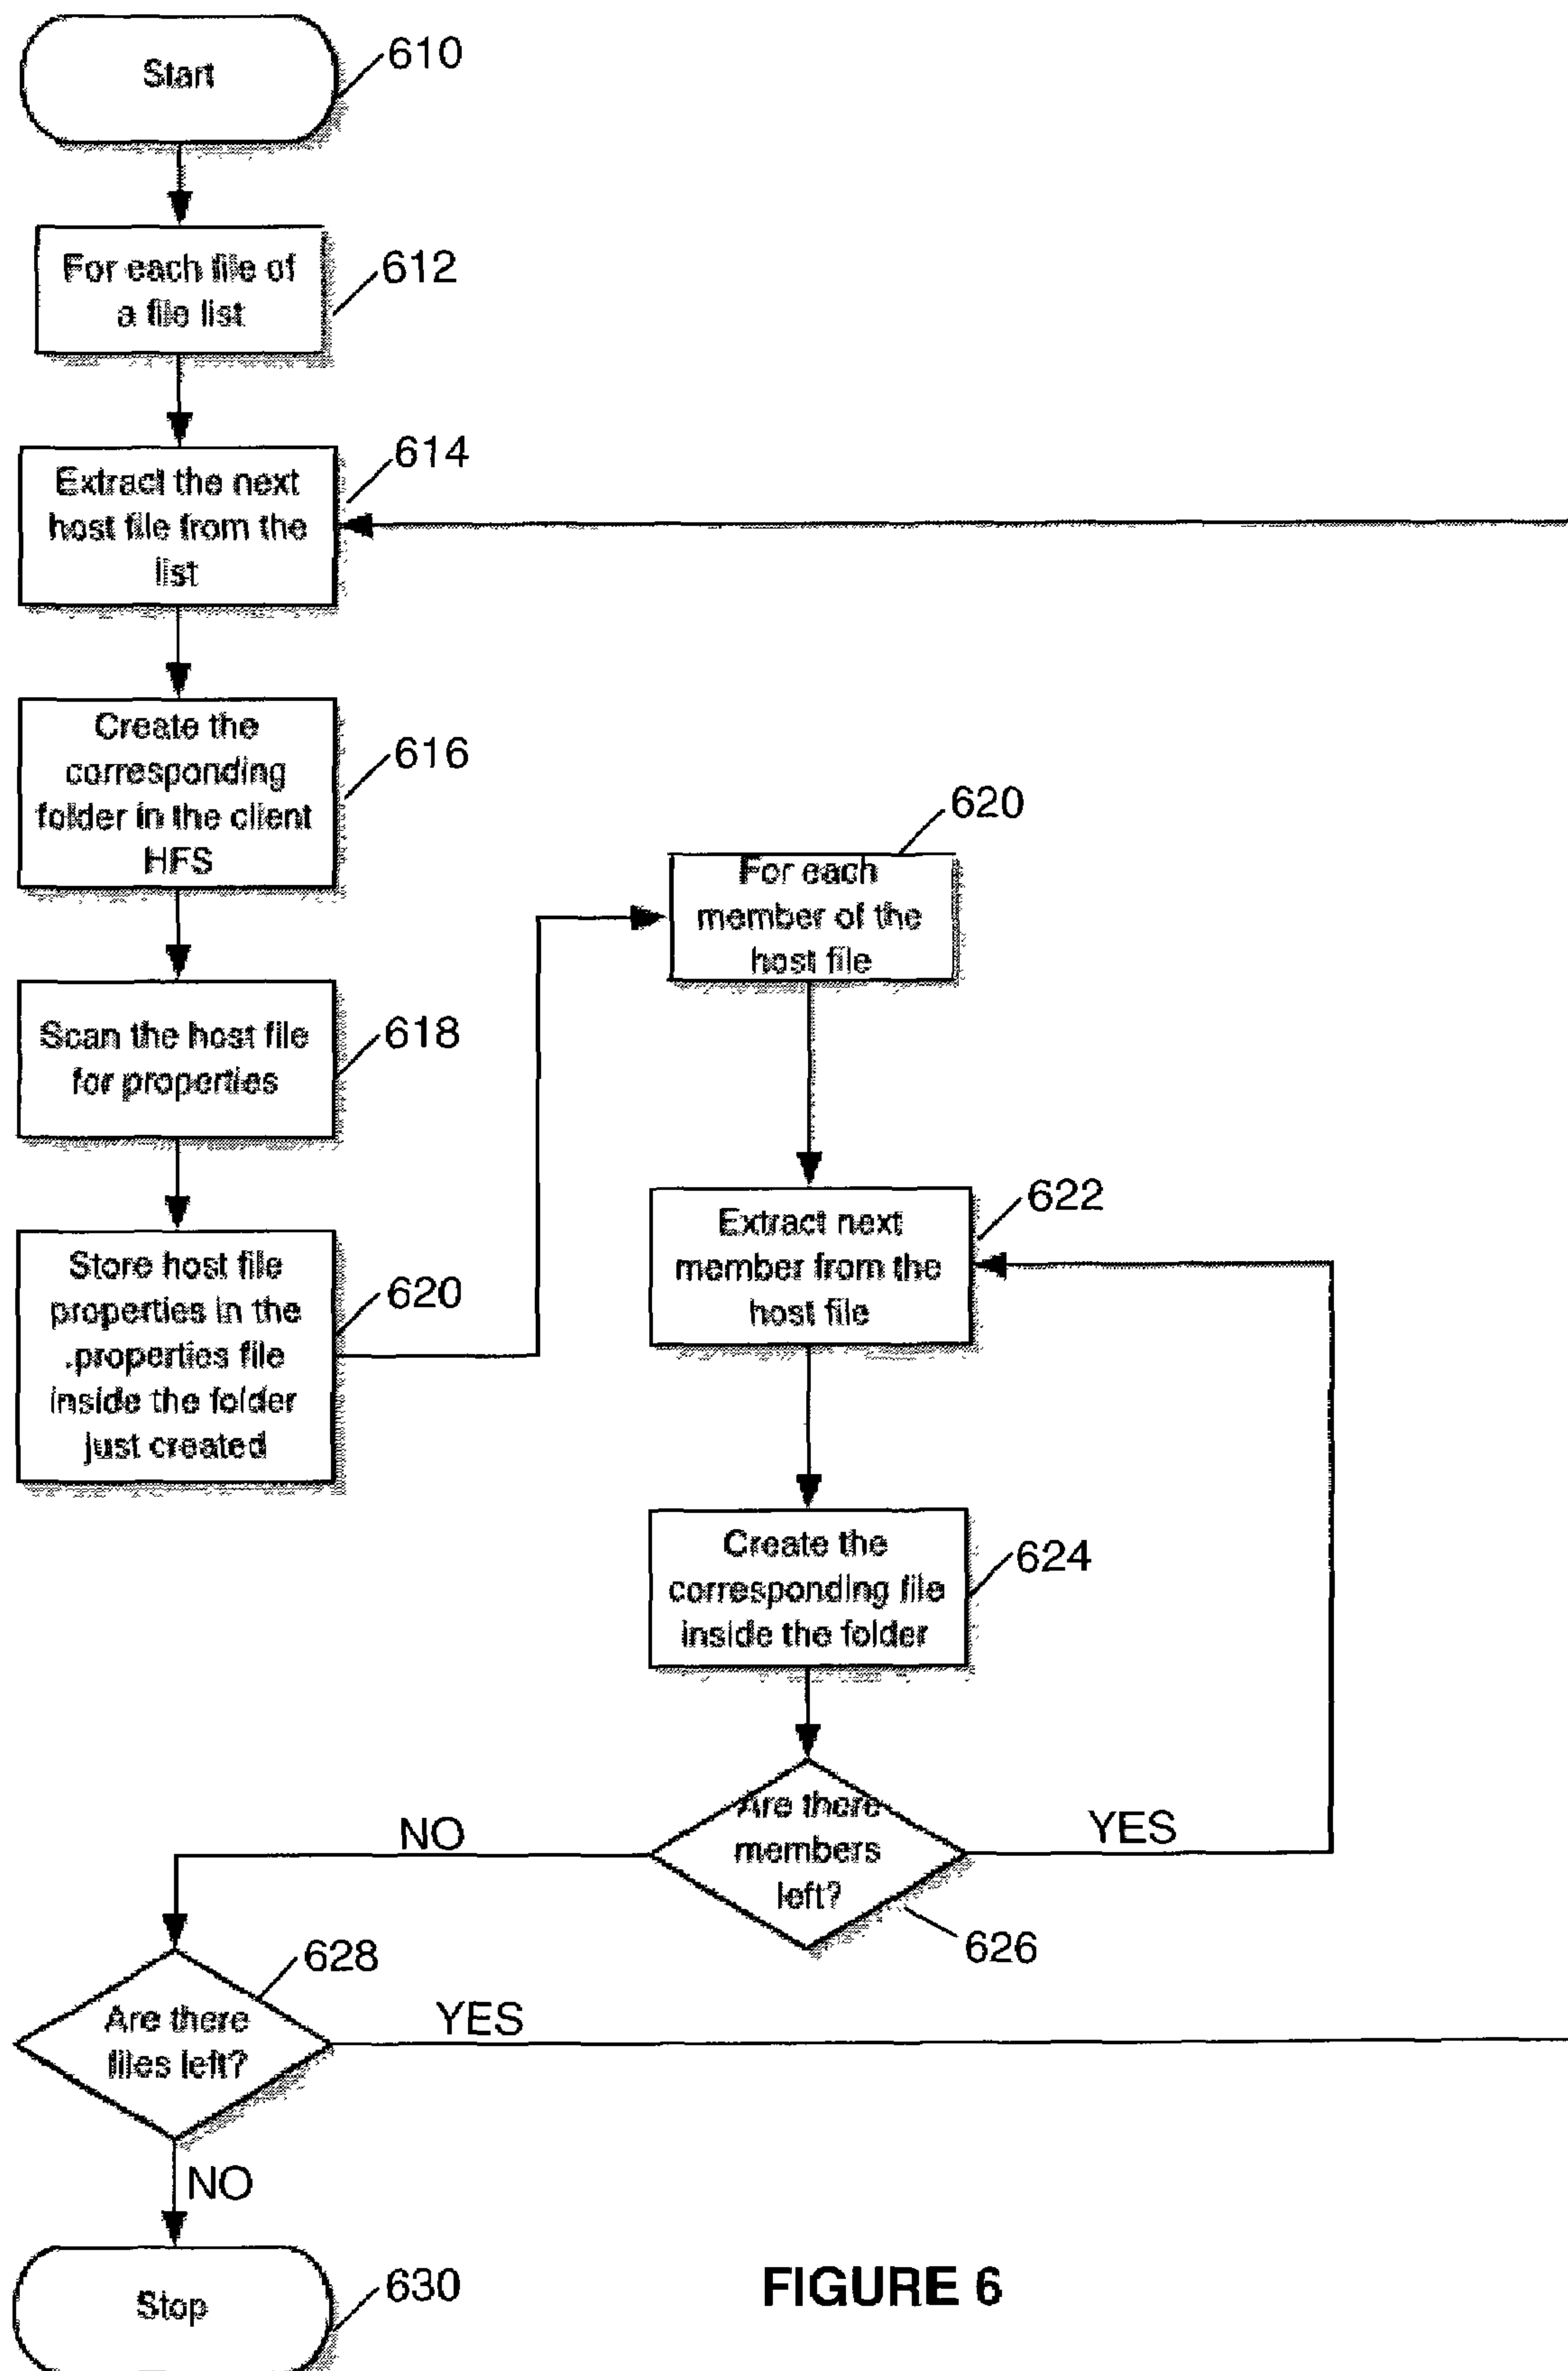 Start
610
For each file of
a file list
612
Extract the next
host file from the
list
614
Create the
corresponding
folder in the client
HFS
616
Scan the host file
for properties
618
Store host file
properties in the
.properties file
inside the folder
just created
620
For each
member of the
host file
620
Extract next
member from the
host file
622
Create the
corresponding file
inside the folder
624
Are there
members
left?
626
YES
NO
Are there
files left?
628
YES
NO
Stop
630
FIGURE 6